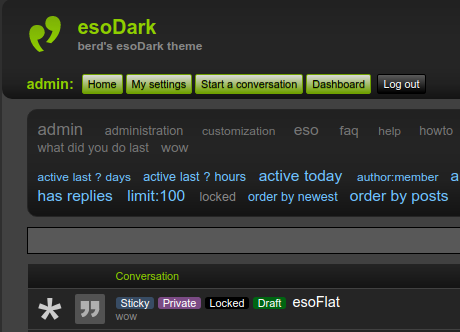 esoDark
berd's esoDark theme
admin: Home My settings Start a conversation Dashboard Log out
admin administration customization eso faq help howto
what did you do last wow
active last ? days active last ? hours active today author:member a
has replies limit:100 locked order by newest order by posts
Conversation
Sticky Private Locked Draft esoFlat
wow